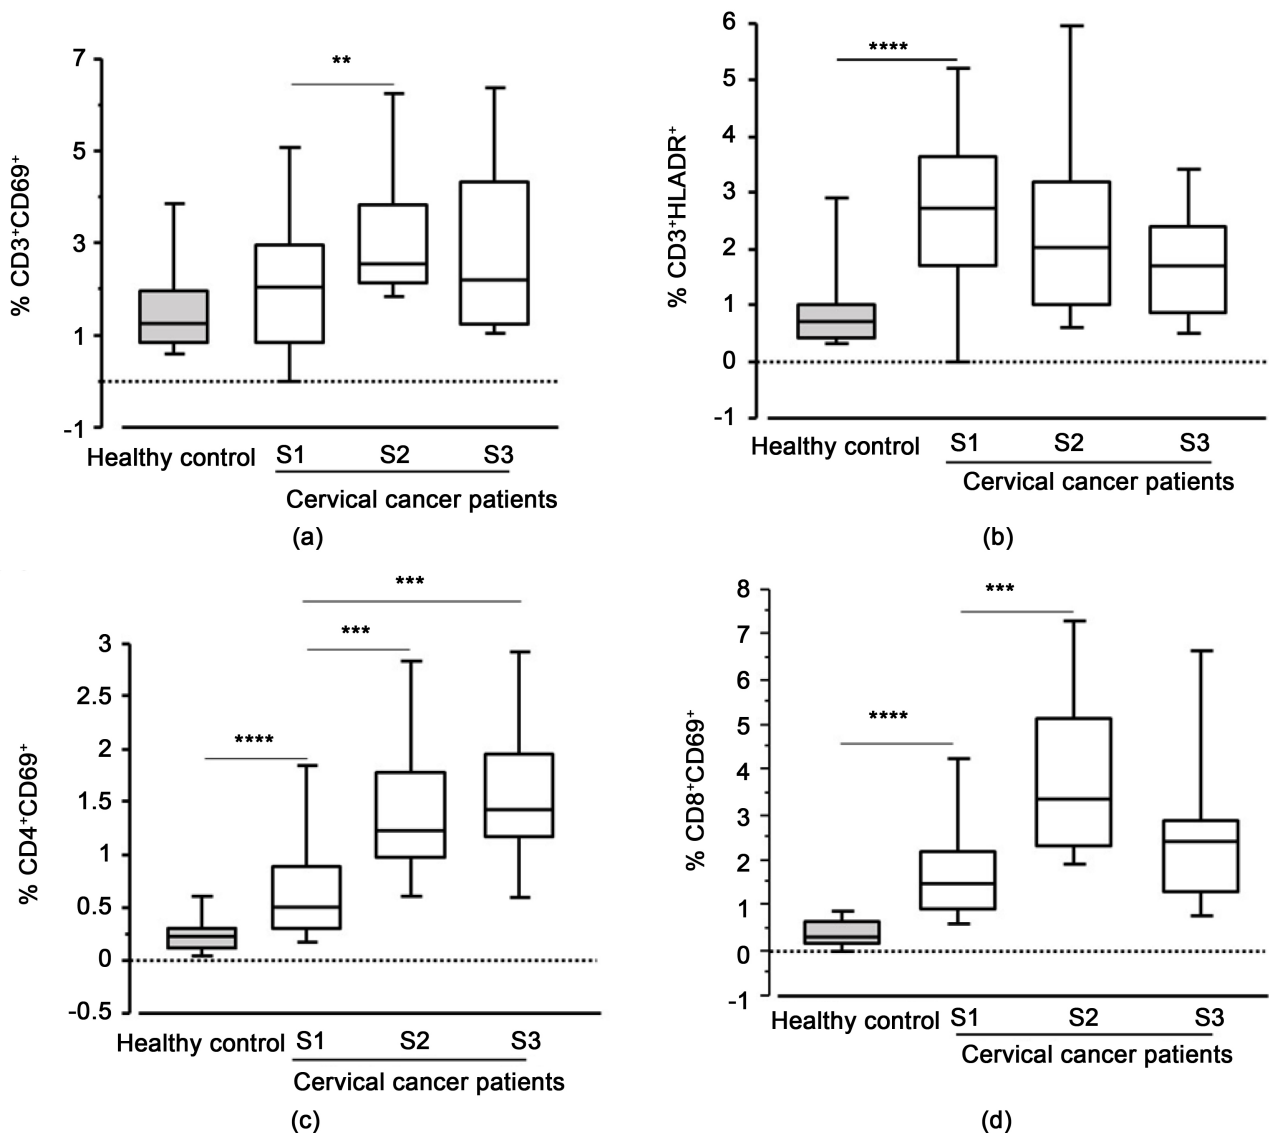 7
5
3
1
-1
% CD3⁺CD69⁺
**
Healthy control S1 S2 S3
Cervical cancer patients
(a)
6
5
4
3
2
1
0
-1
% CD3⁺HLADR⁺
****
Healthy control S1 S2 S3
Cervical cancer patients
(b)
3
2.5
2
1.5
1
0.5
0
-0.5
% CD4⁺CD69⁺
***
***
****
Healthy control S1 S2 S3
Cervical cancer patients
(c)
8
7
6
5
4
3
2
1
0
-1
% CD8⁺CD69⁺
***
****
Healthy control S1 S2 S3
Cervical cancer patients
(d)